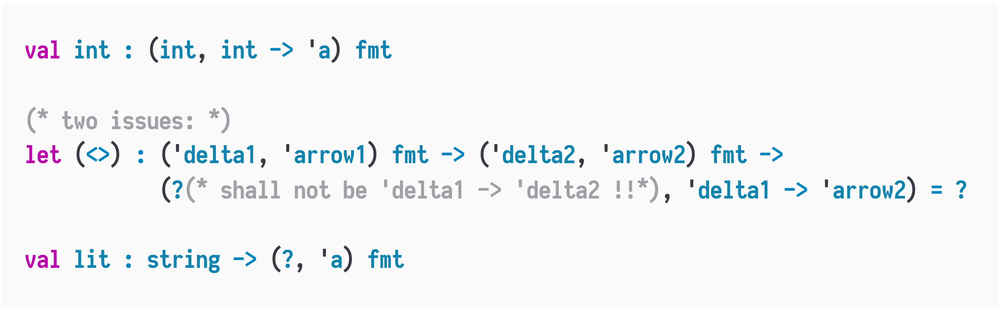 val int : (int, int -> 'a) fmt
(* two issues: *)
let (<>) : ('delta1, 'arrow1) fmt -> ('delta2, 'arrow2) fmt ->
(?(* shall not be 'delta1 -> 'delta2 !!*), 'delta1 -> 'arrow2) = ?
val lit : string -> (?, 'a) fmt